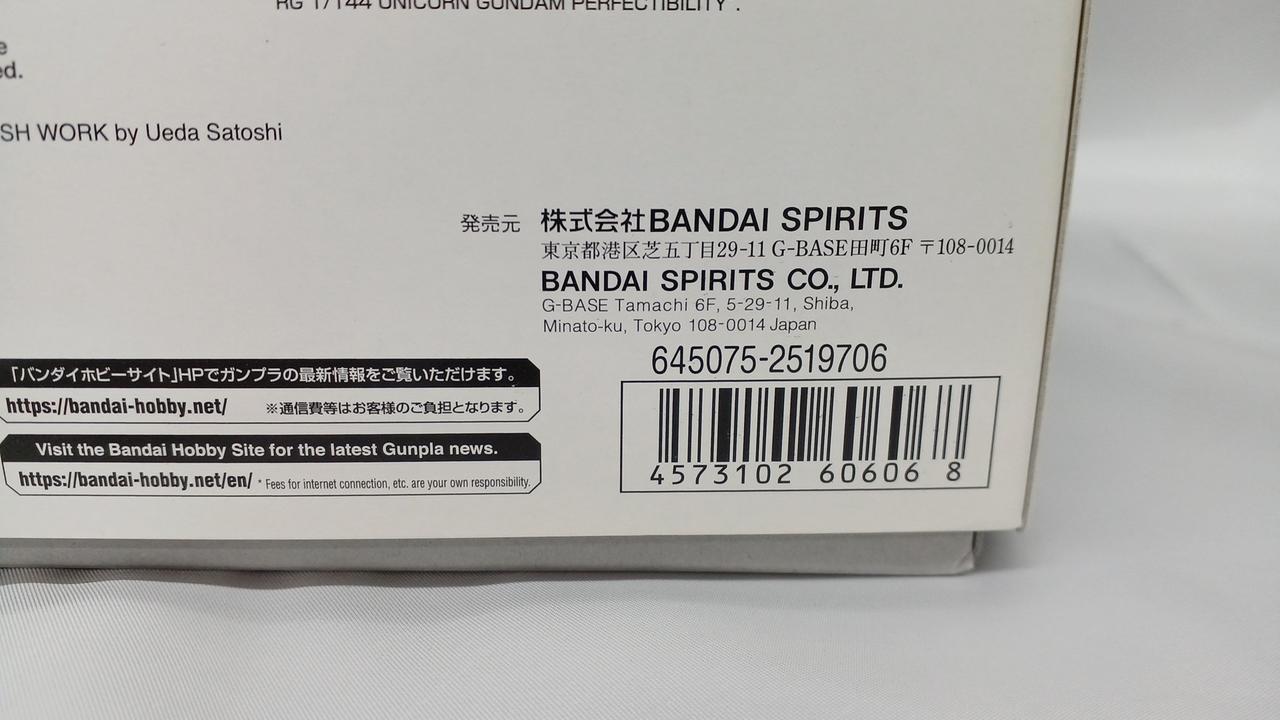 RG 1/144 UNICORN GUNDAM PERFECTIBILITY".
e
ed.
SH WORK by Ueda Satoshi
発売元 株式会社BANDAI SPIRITS
東京都港区芝五丁目29-11 G-BASE田町6F 〒108-0014
BANDAI SPIRITS CO., LTD.
G-BASE Tamachi 6F, 5-29-11, Shiba,
Minato-ku, Tokyo 108-0014 Japan
645075-2519706
4573102 60606 8
「バンダイホビーサイト」HPでガンプラの最新情報をご覧いただけます。
https://bandai-hobby.net/ ※通信費等はお客様のご負担となります。
Visit the Bandai Hobby Site for the latest Gunpla news.
https://bandai-hobby.net/en/ * Fees for internet connection, etc. are your own responsibility.